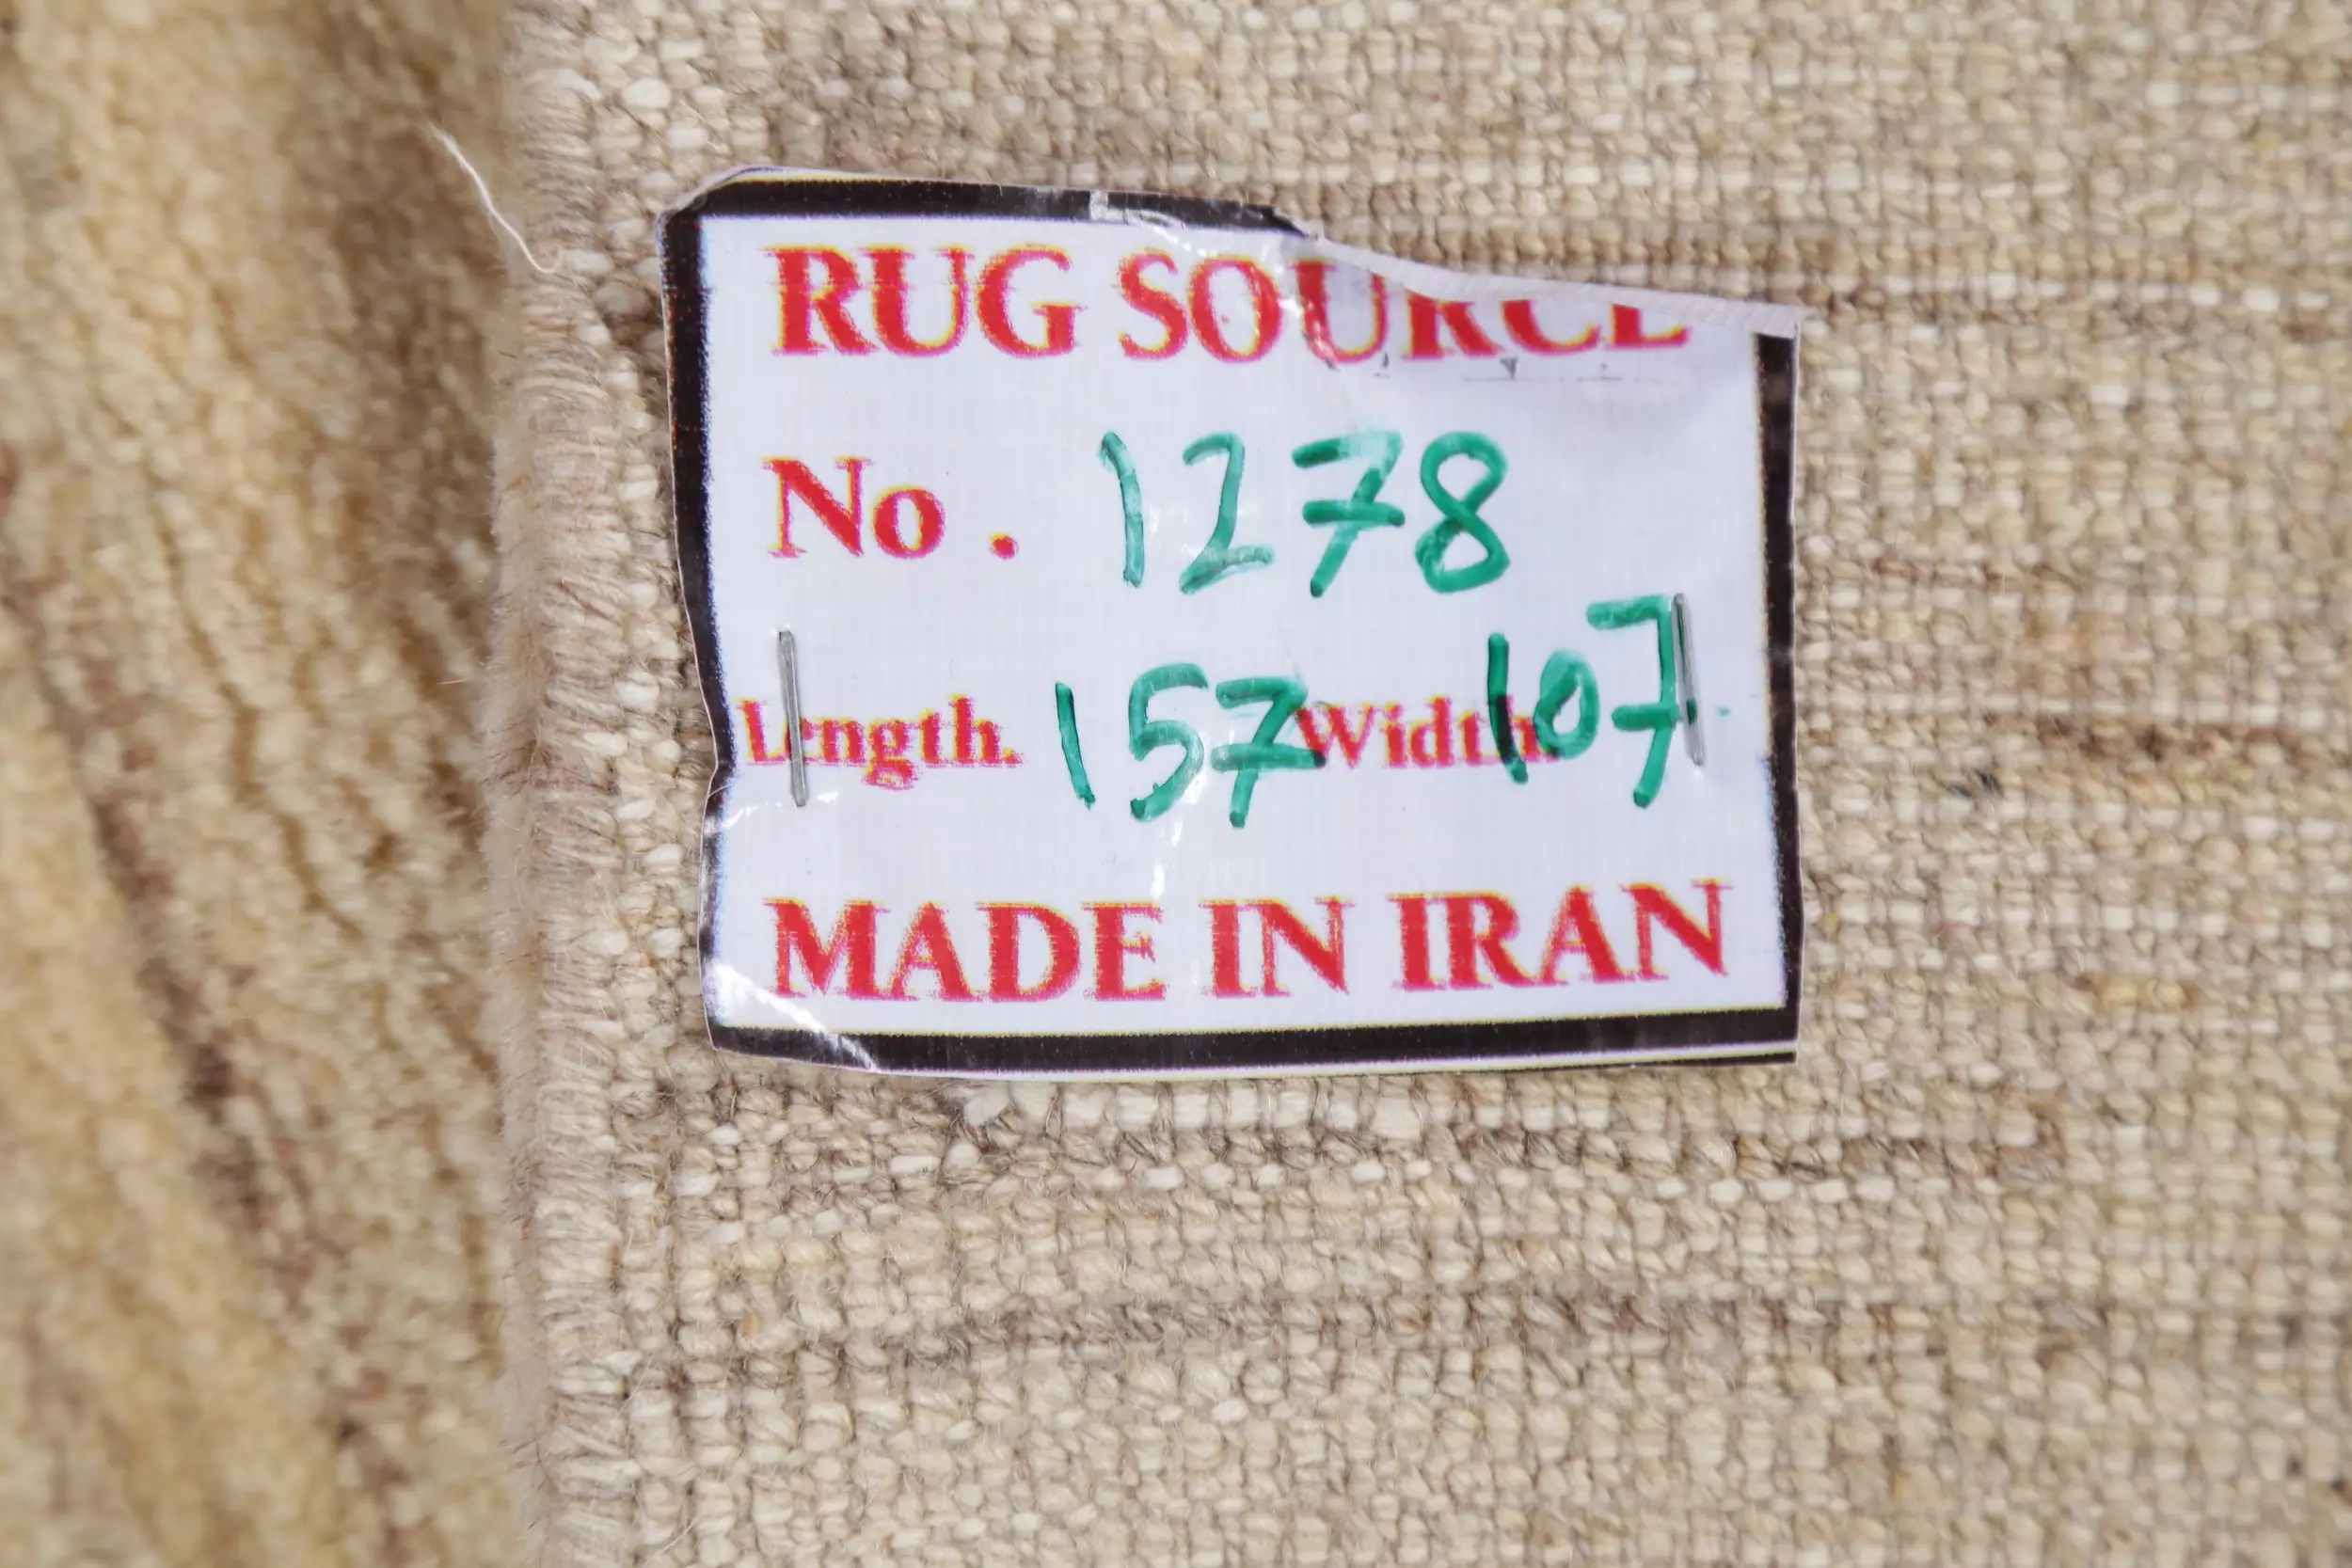 RUG SOURCE
No. 1278
Length. 157 Width. 107
MADE IN IRAN